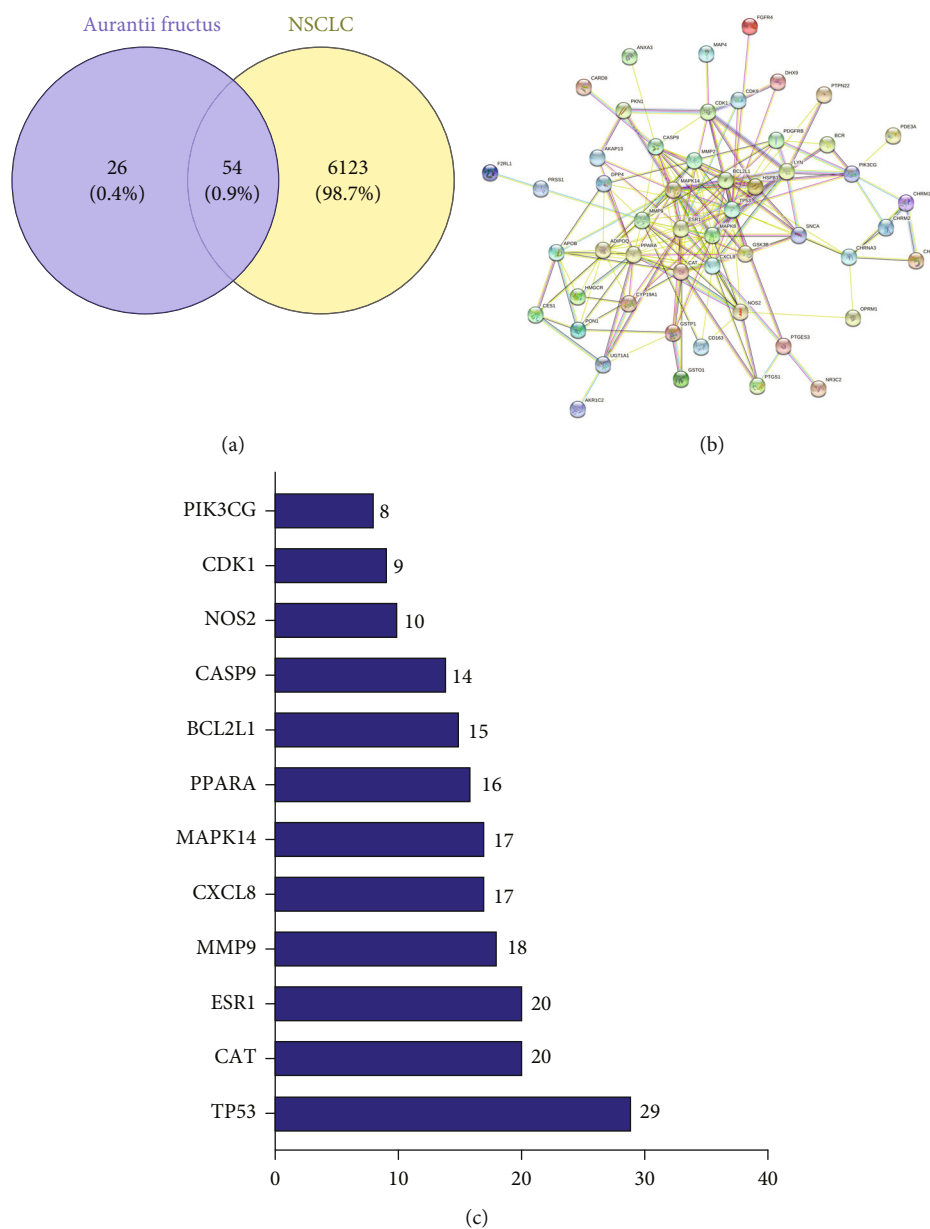 Aurantii fructus
NSCLC
26
(0.4%)
54
(0.9%)
6123
(98.7%)
(a)
FGFR4
ANXA3
MAP4
CARD8
CDK9
DHX9
PTPN22
PKN1
CDK1
PDGFRB
BCR
PDE3A
CASP9
AKAP13
MMP2
LYN
F2RL1
PRSS1
DPP4
BCL2L1
HSPB1
PIK3CG
MAPK14
TP53
CHRM1
MMP9
ESR1
MAPK8
SNCA
CHRM2
APOB
ADIPOQ
PPARA
CXCL8
GSK3B
CHRNA3
CH
CAT
HMGCR
CYP19A1
CES1
PON1
NOS2
OPRM1
GSTP1
CD163
PTGES3
UGT1A1
GSTO1
PTGS1
NR3C2
AKR1C2
(b)
PIK3CG 8
CDK1 9
NOS2 10
CASP9 14
BCL2L1 15
PPARA 16
MAPK14 17
CXCL8 17
MMP9 18
ESR1 20
CAT 20
TP53 29
0 10 20 30 40
(c)